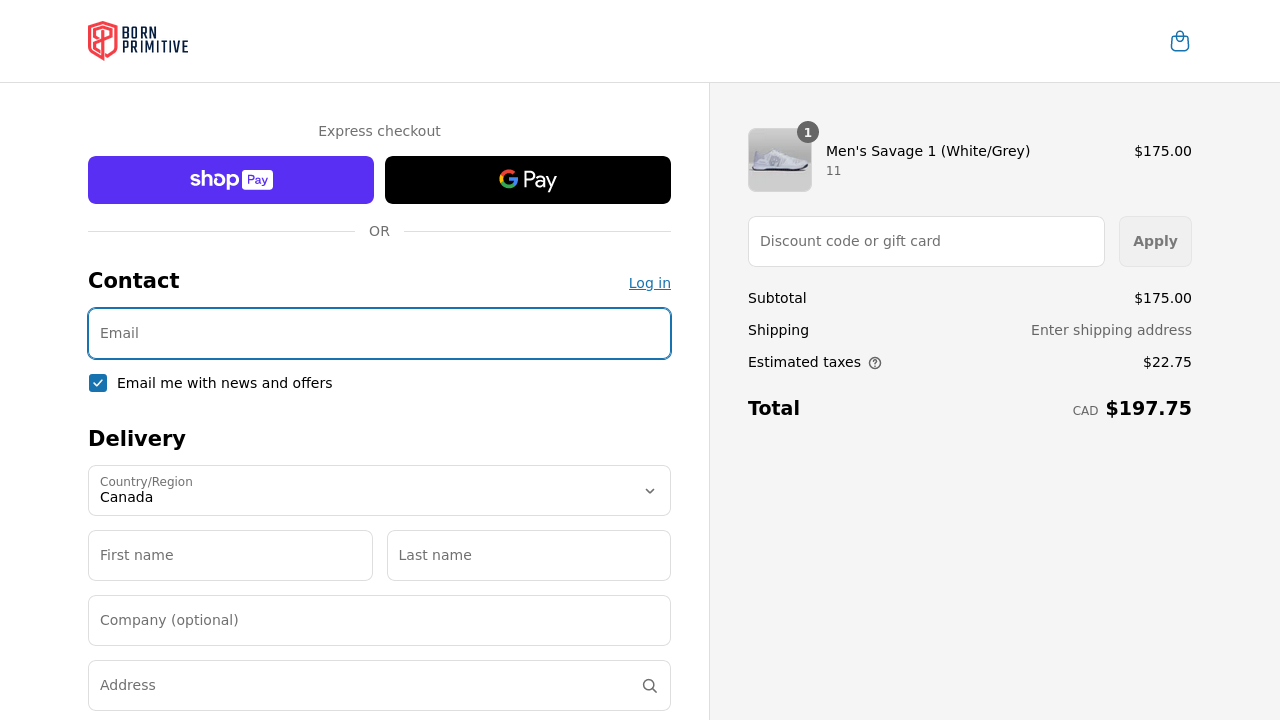 BORN
PRIMITIVE
Express checkout
shop Pay
G Pay
OR
Contact
Log in
Email
Email me with news and offers
Delivery
Country/Region
Canada
First name
Last name
Company (optional)
Address
1
Men's Savage 1 (White/Grey)
$175.00
11
Discount code or gift card
Apply
Subtotal
$175.00
Shipping
Enter shipping address
Estimated taxes
$22.75
Total
CAD $197.75